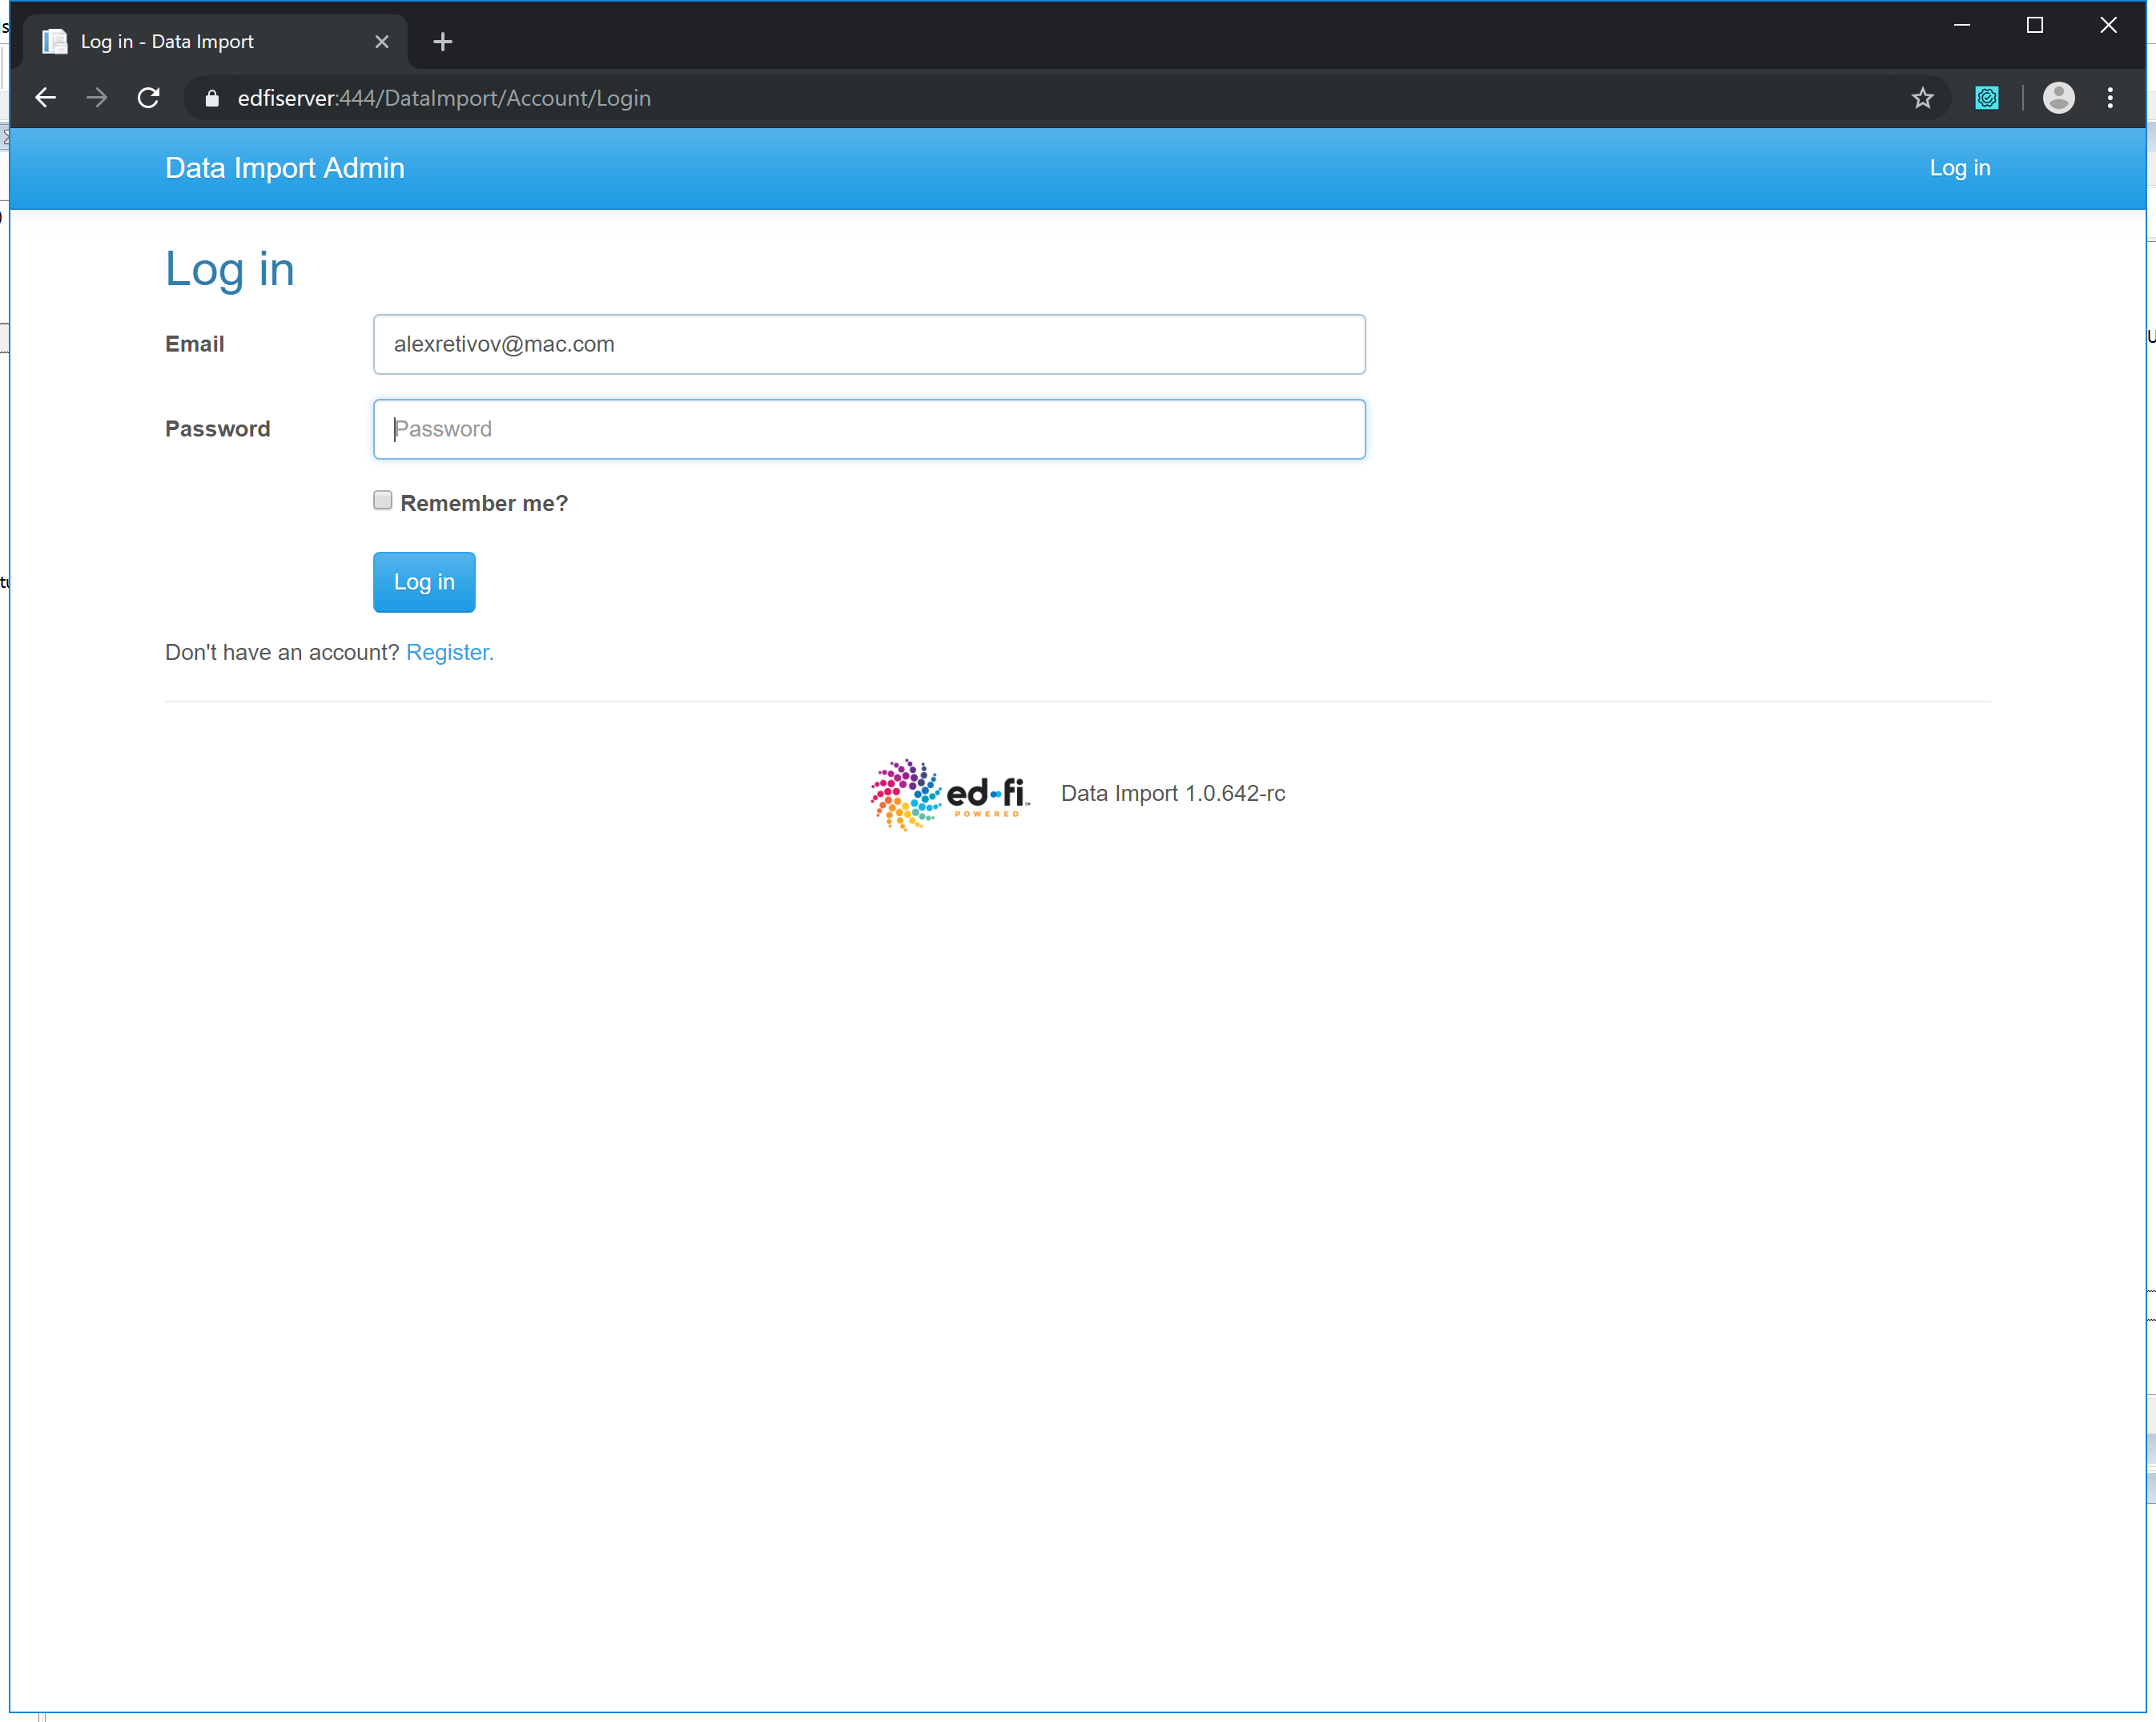 Log in - Data Import
edfiserver:444/DataImport/Account/Login
Data Import Admin
Log in
Log in
Email
alexretivov@mac.com
Password
Password
Remember me?
Log in
Don't have an account? Register.
ed-fi
POWERED
Data Import 1.0.642-rc